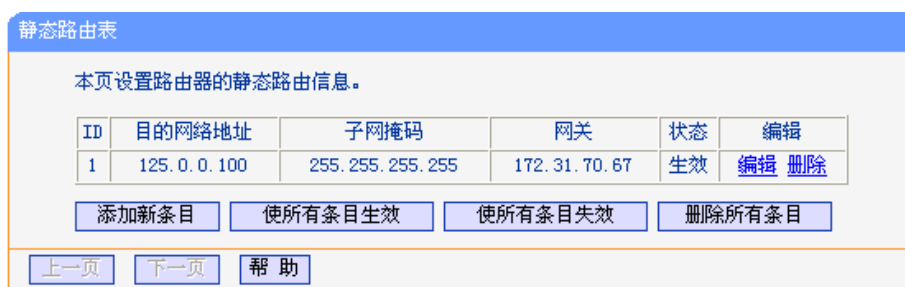 静态路由表
本页设置路由器的静态路由信息。
ID 目的网络地址 子网掩码 网关 状态 编辑
1 125.0.0.100 255.255.255.255 172.31.70.67 生效 编辑 删除
添加新条目 使所有条目生效 使所有条目失效 删除所有条目
上一页 下一页 帮 助